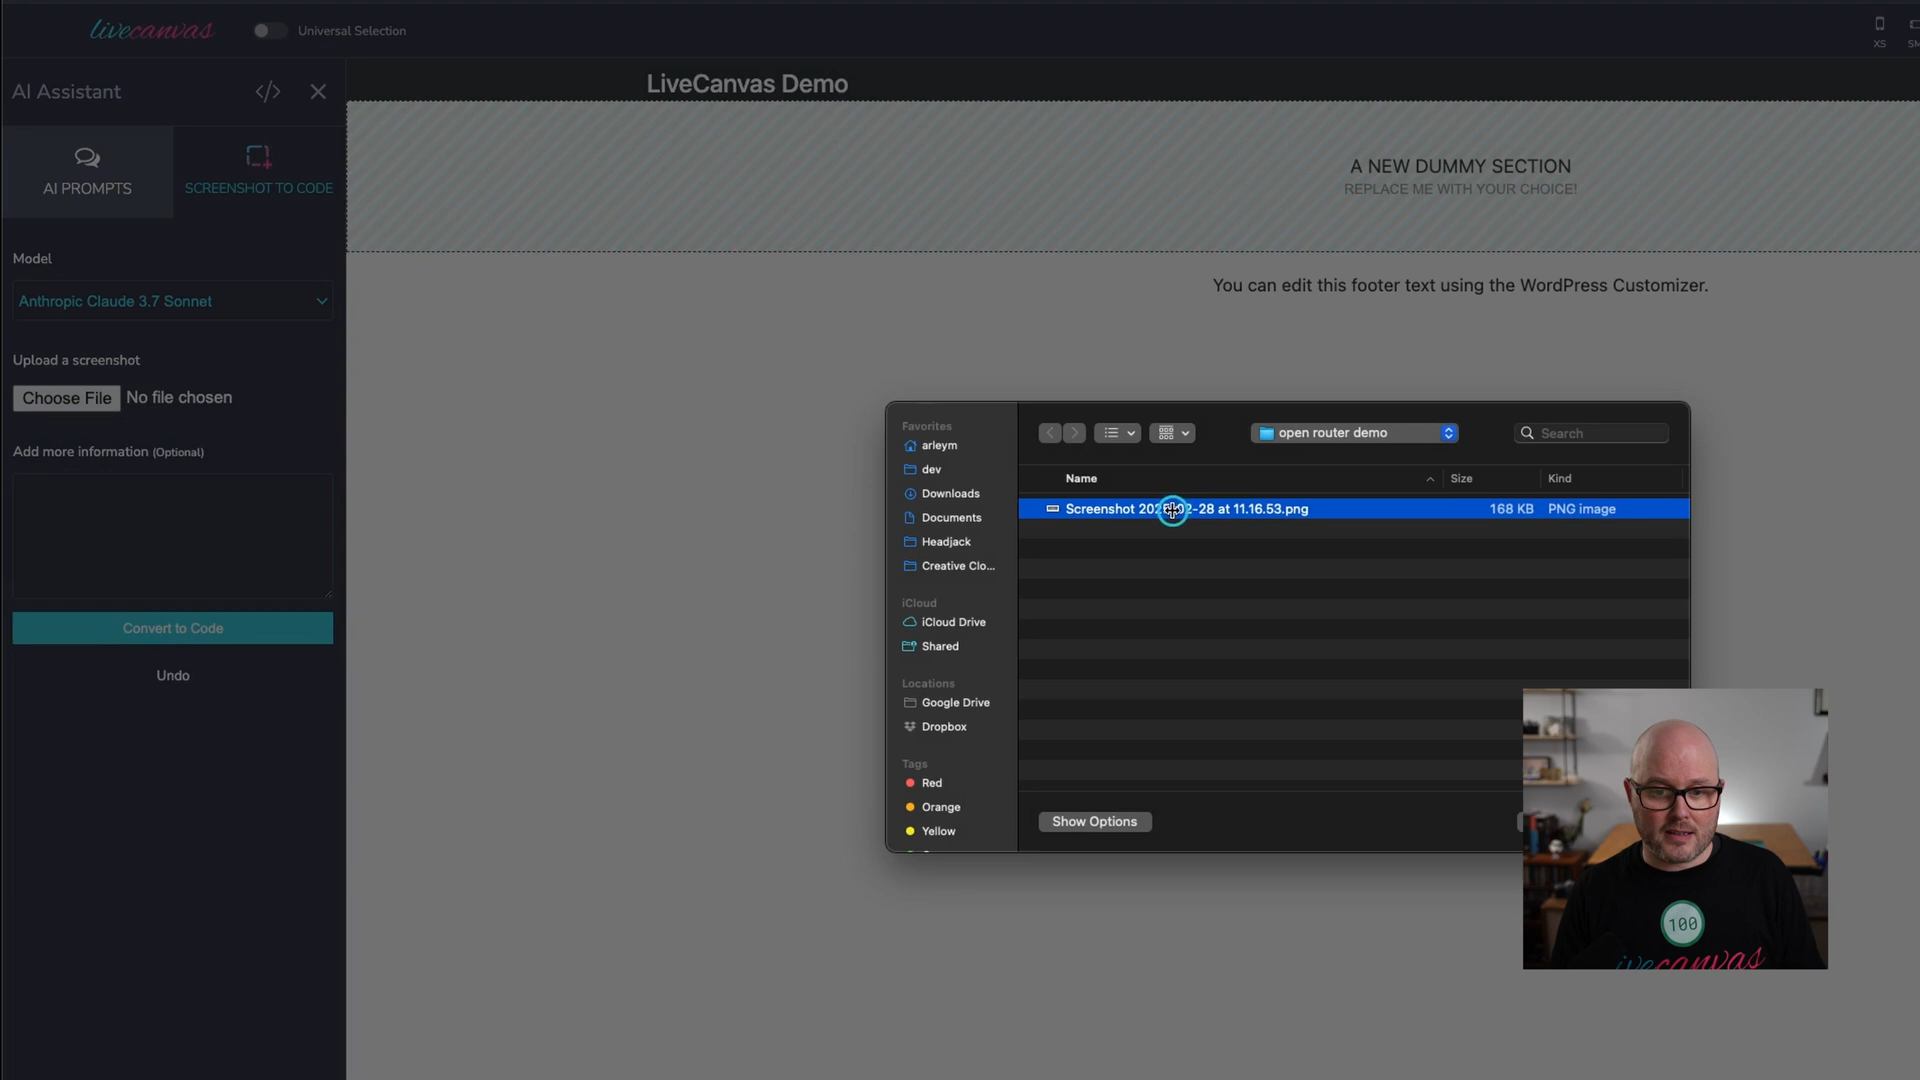 livecanvas
Universal Selection
XS
SM
AI Assistant
</>
LiveCanvas Demo
AI PROMPTS
SCREENSHOT TO CODE
A NEW DUMMY SECTION
REPLACE ME WITH YOUR CHOICE!
Model
Anthropic Claude 3.7 Sonnet
You can edit this footer text using the WordPress Customizer.
Upload a screenshot
Choose File No file chosen
Add more information (Optional)
Convert to Code
Undo
Favorites
arleym
dev
Downloads
Documents
Headjack
Creative Clo...
iCloud
iCloud Drive
Shared
Locations
Google Drive
Dropbox
Tags
Red
Orange
Yellow
open router demo
Search
Name Size Kind
Screenshot 2025-02-28 at 11.16.53.png 168 KB PNG image
Show Options
100
livecanvas